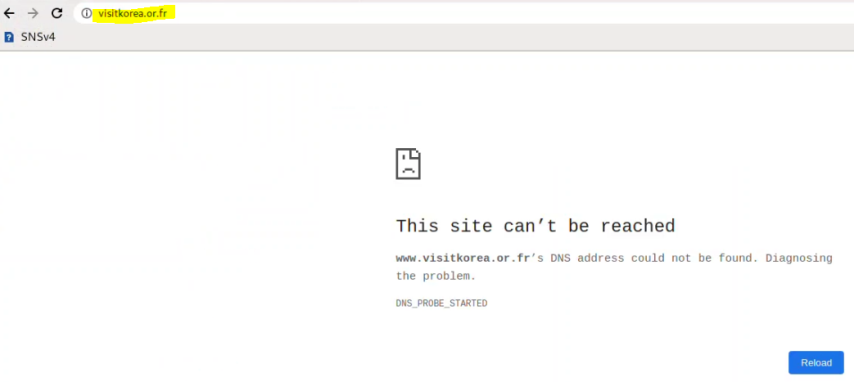 visitkorea.or.fr
SNSv4
This site can’t be reached
www.visitkorea.or.fr’s DNS address could not be found. Diagnosing
the problem.
DNS_PROBE_STARTED
Reload